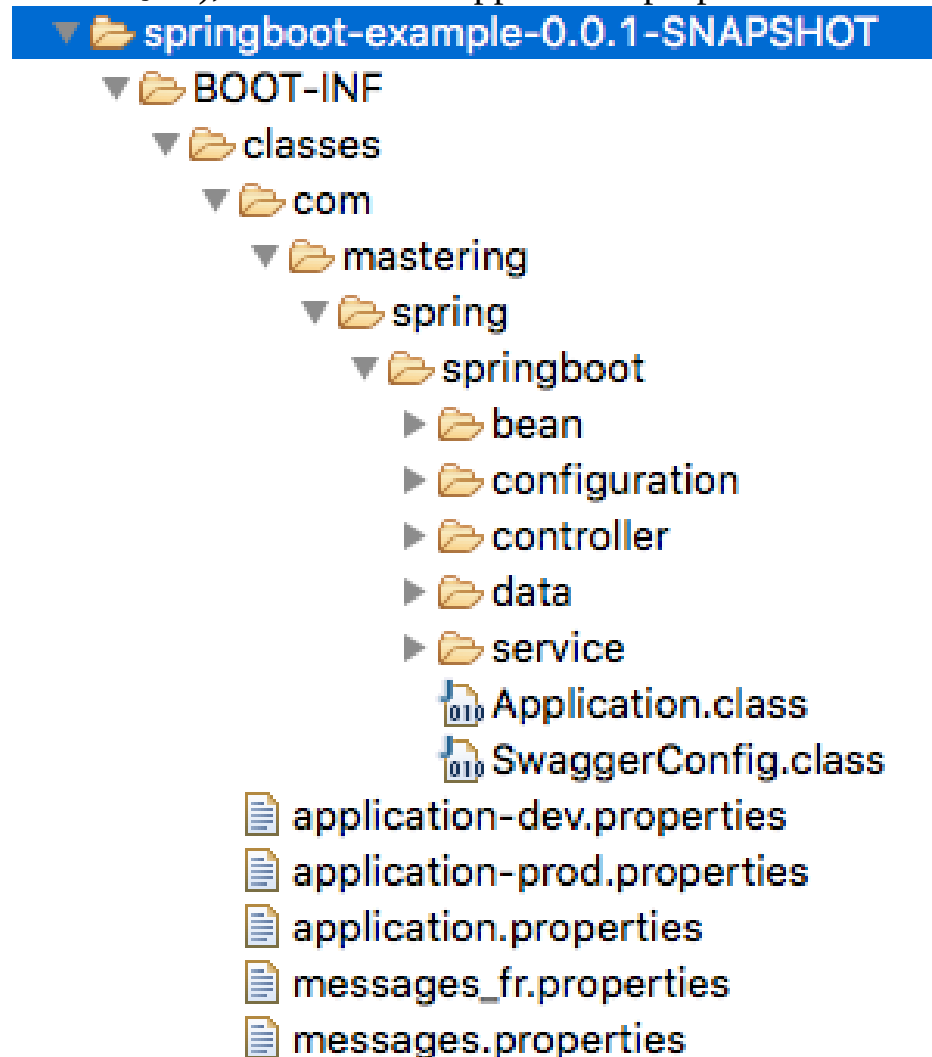 springboot-example-0.0.1-SNAPSHOT
BOOT-INF
classes
com
mastering
spring
springboot
bean
configuration
controller
data
service
Application.class
SwaggerConfig.class
application-dev.properties
application-prod.properties
application.properties
messages_fr.properties
messages.properties